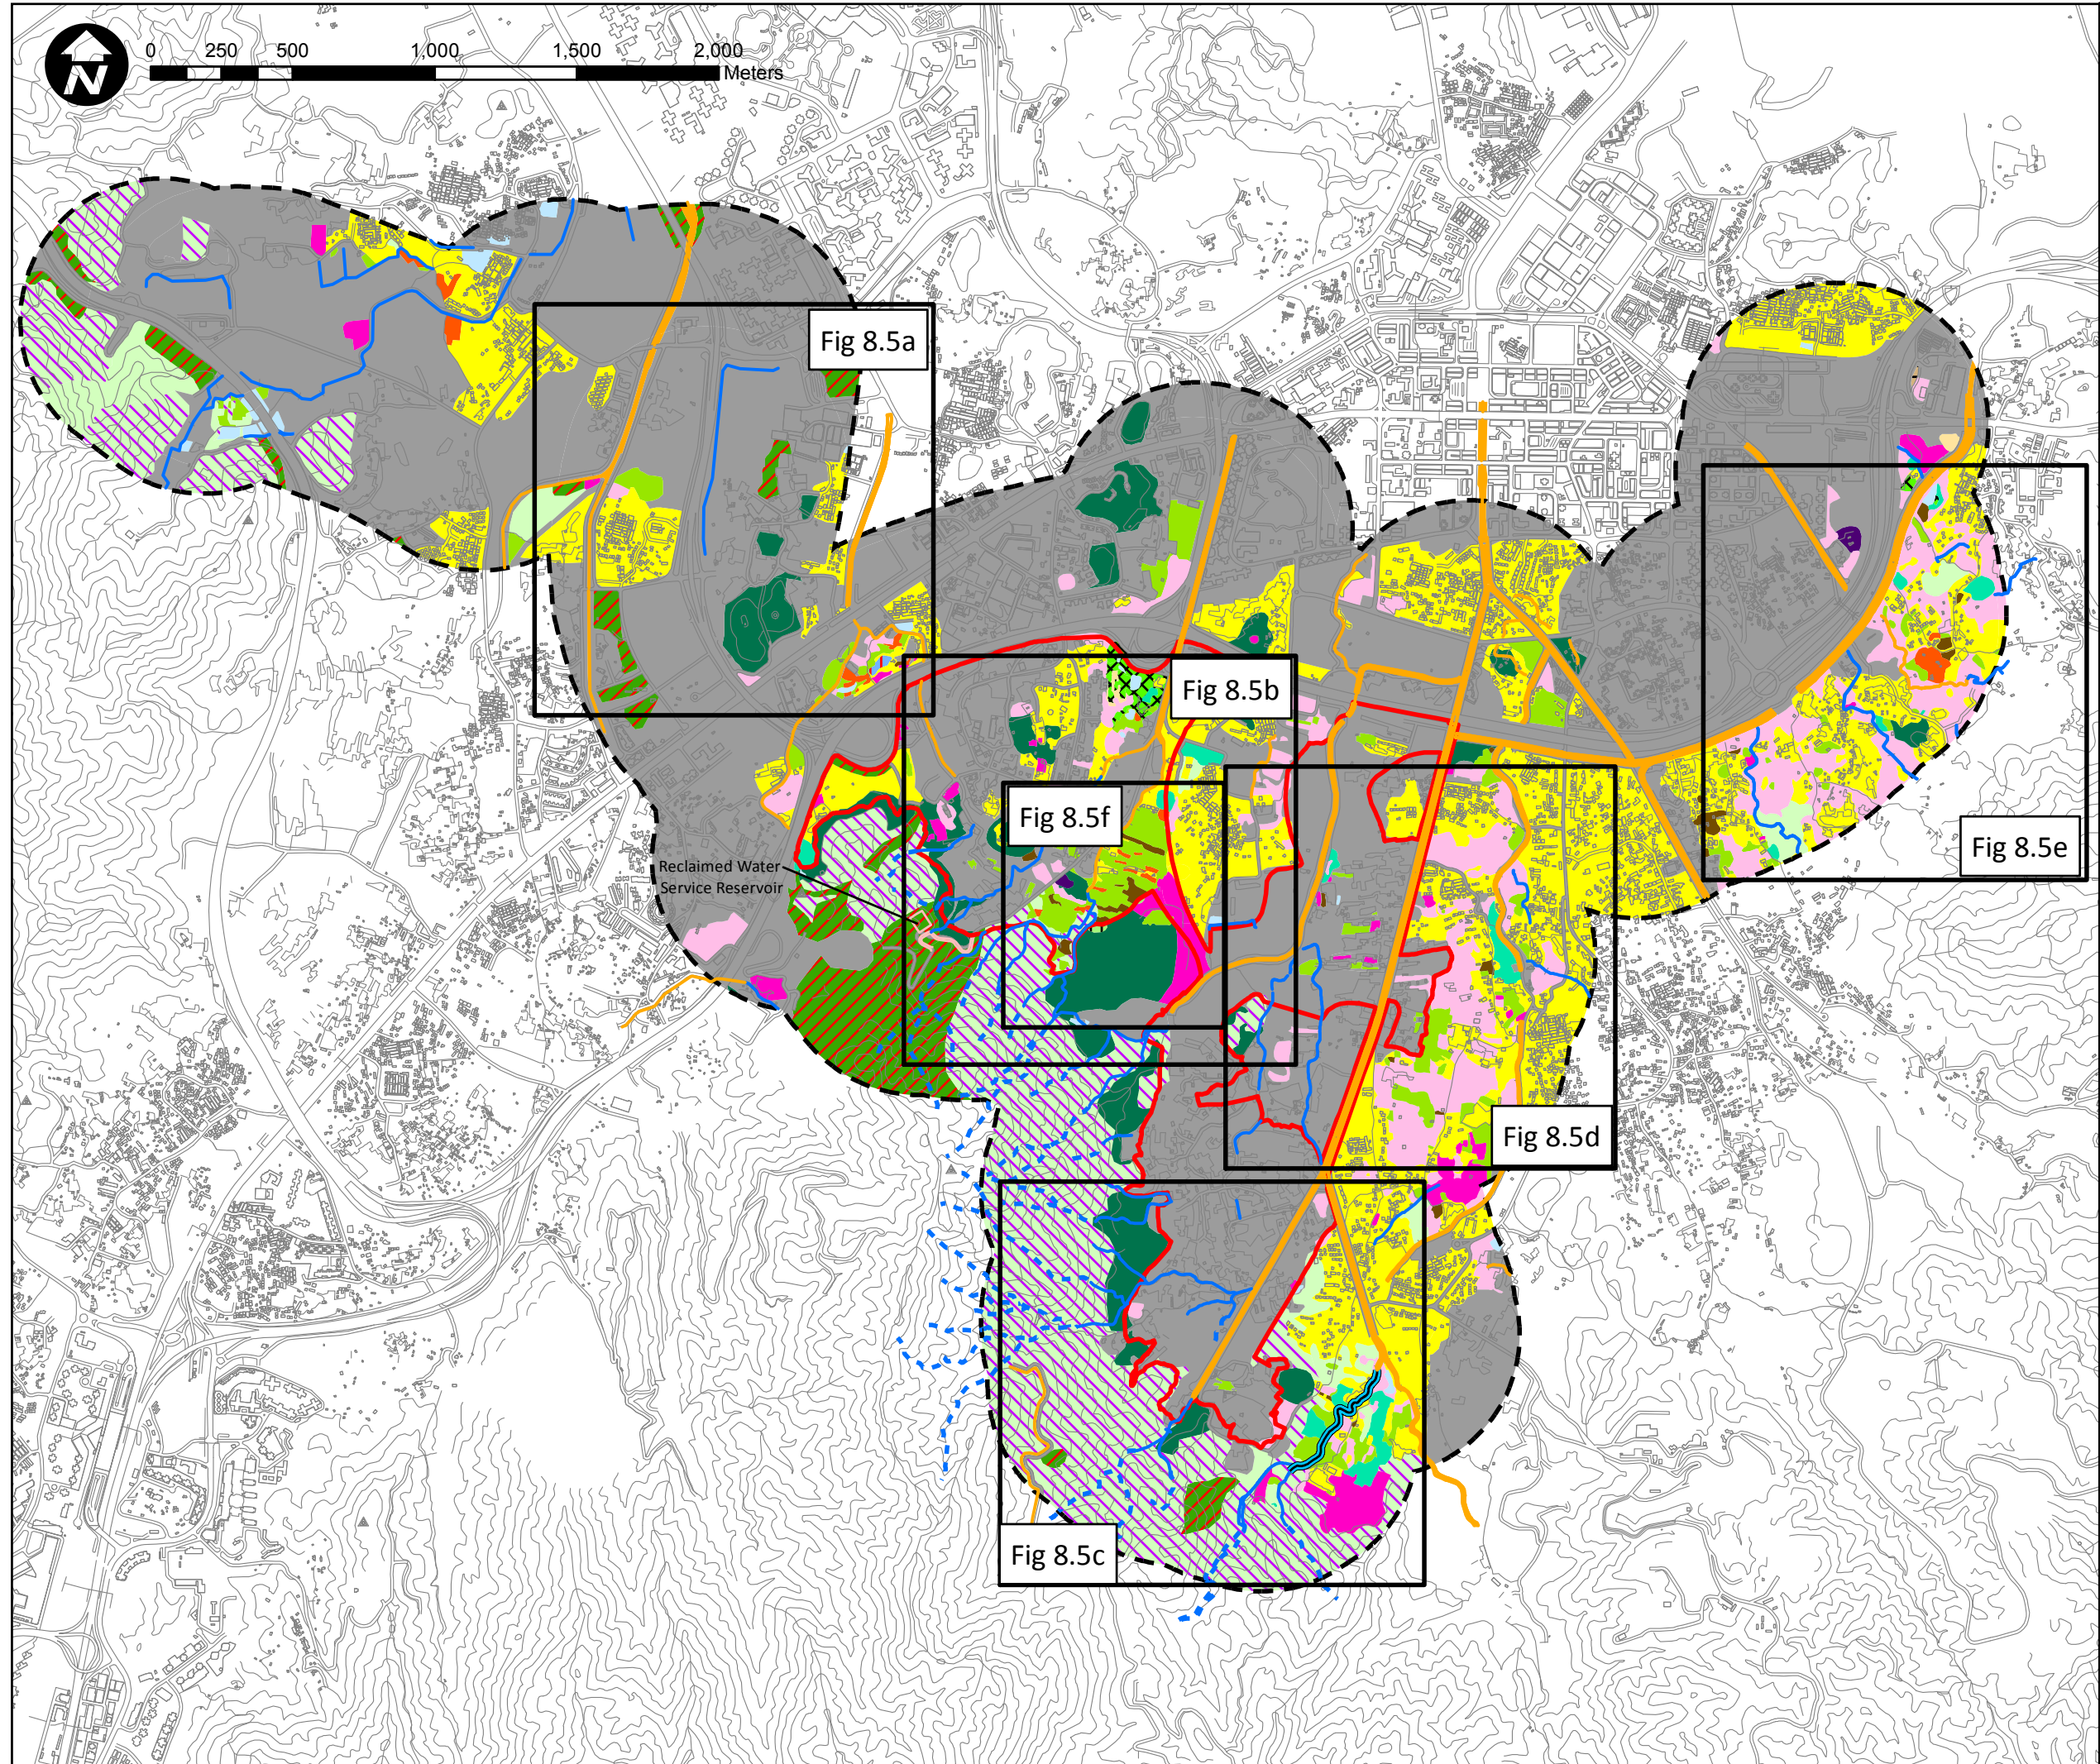 0 250 500 1,000 1,500 2,000
Meters
N
Fig 8.5a
Fig 8.5b
Fig 8.5f
Fig 8.5e
Reclaimed Water
Service Reservoir
Fig 8.5d
Fig 8.5c